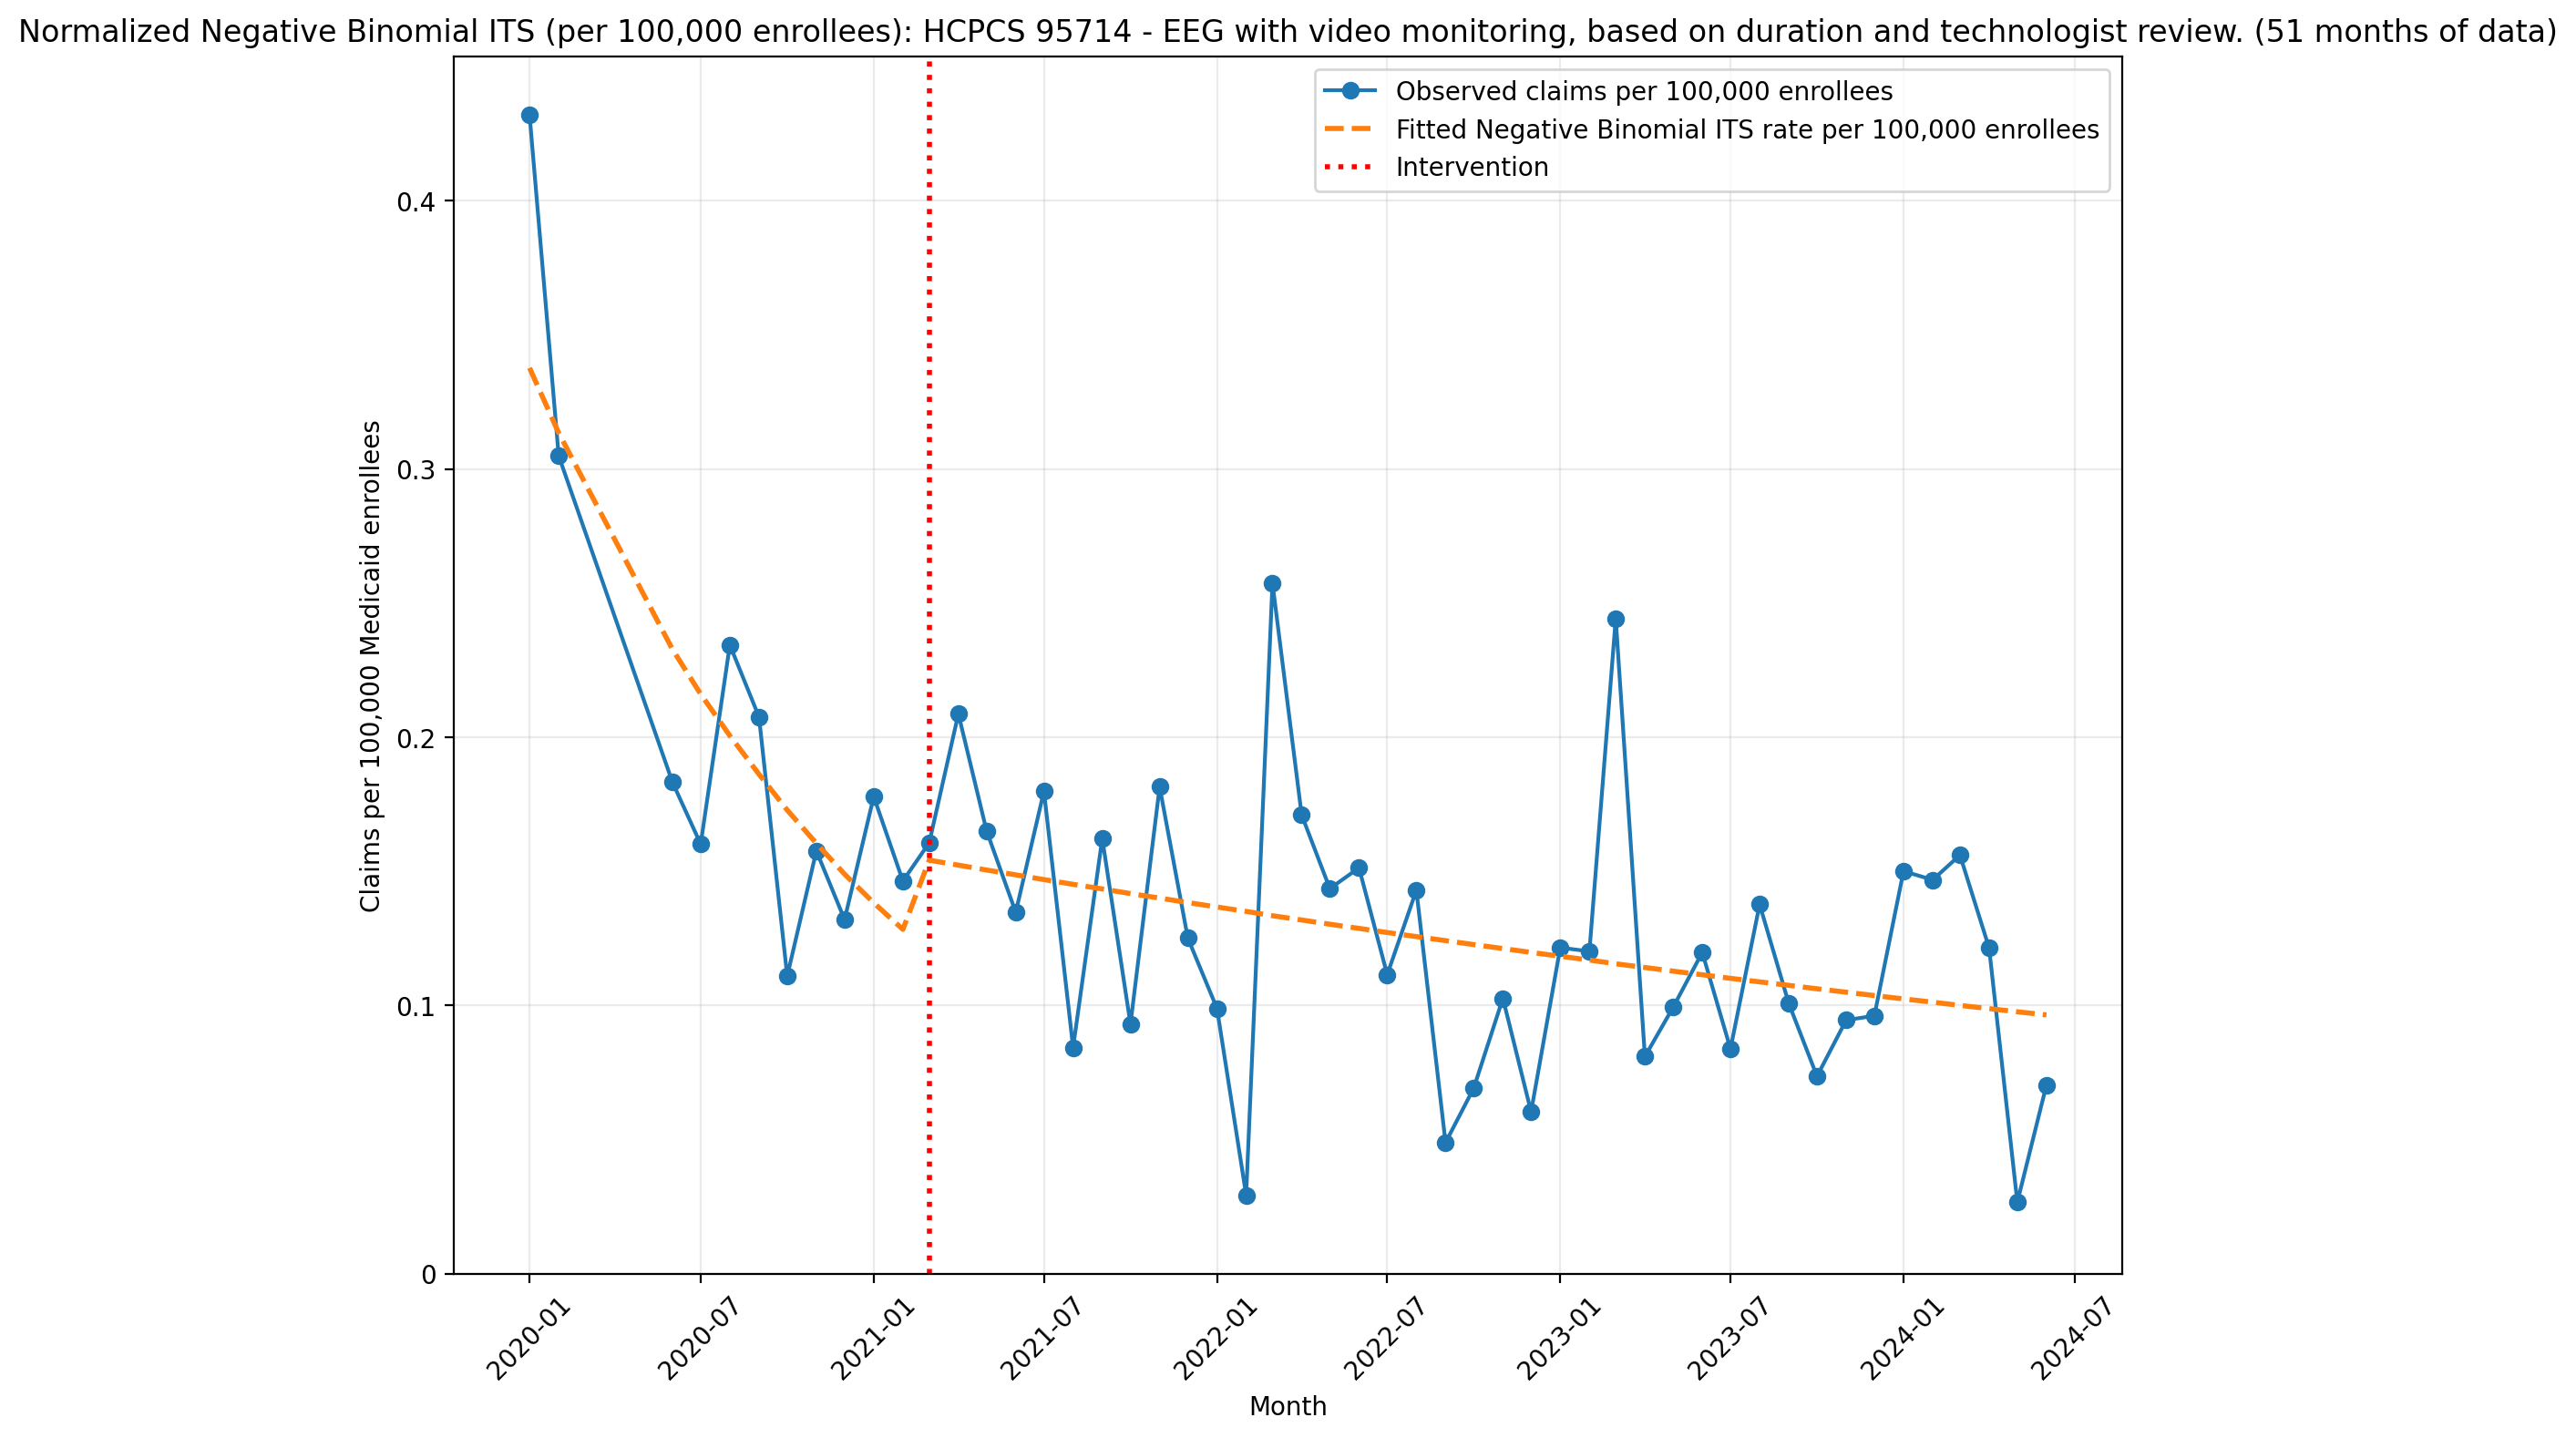 Normalized Negative Binomial ITS (per 100,000 enrollees): HCPCS 95714 - EEG with video monitoring, based on duration and technologist review. (51 months of data)
Observed claims per 100,000 enrollees
Fitted Negative Binomial ITS rate per 100,000 enrollees
Intervention
Claims per 100,000 Medicaid enrollees
0.4
0.3
0.2
0.1
0
2020-01
2020-07
2021-01
2021-07
2022-01
2022-07
2023-01
2023-07
2024-01
2024-07
Month